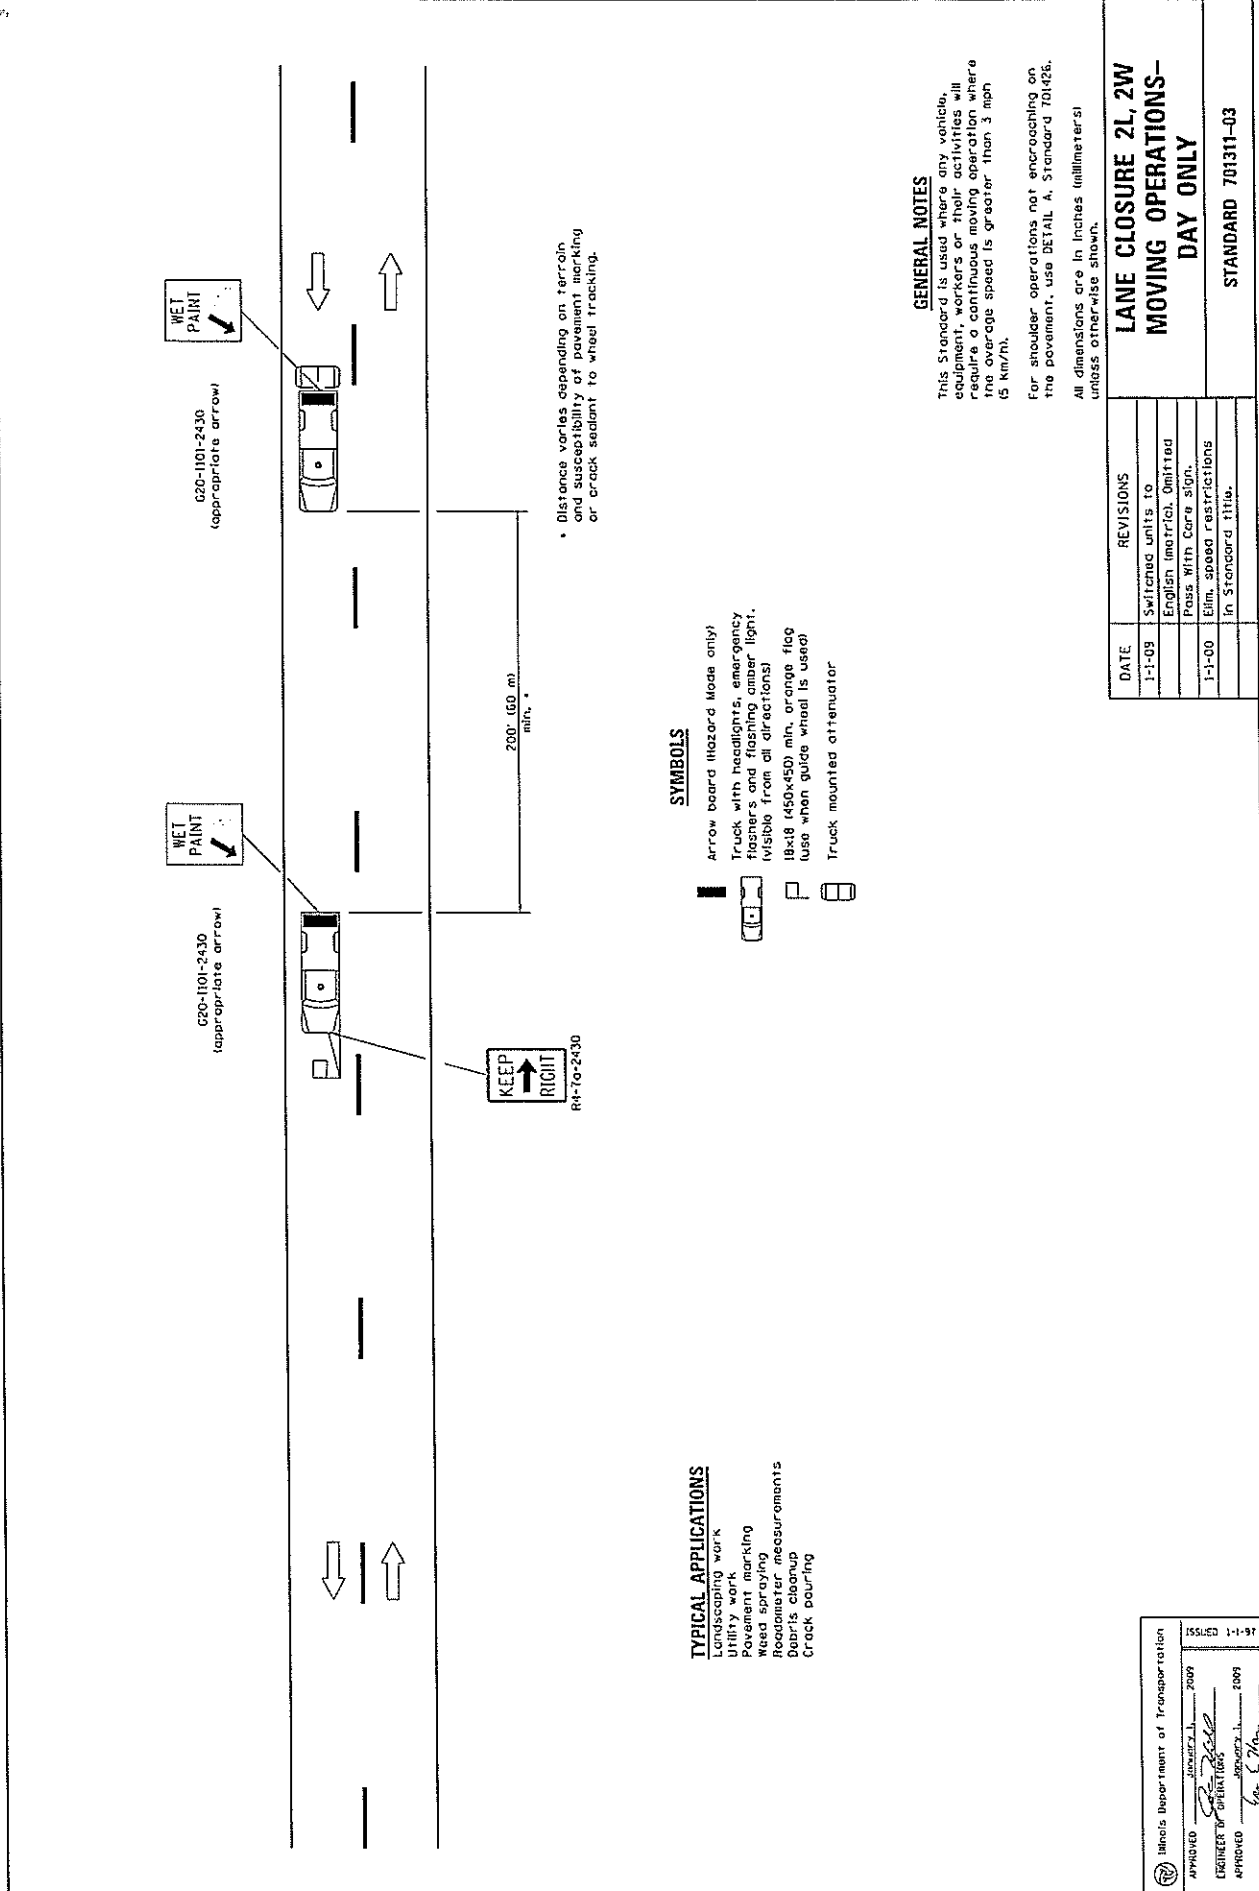 WET
PAINT
G20-I101-2430
(appropriate arrow)
WET
PAINT
G20-I101-2430
(appropriate arrow)
KEEP
RIGHT
R4-7a-2430
200' (60 m)
min. *
* Distance varies depending on terrain
and susceptibility of pavement marking
or crack sealant to wheel tracking.
TYPICAL APPLICATIONS
Landscaping work
Utility work
Pavement marking
Weed spraying
Roadometer measurements
Debris cleanup
Crack pouring
SYMBOLS
Arrow board (Hazard Mode only)
Truck with headlights, emergency
flashers and flashing amber light.
(visible from all directions)
18x18 (450x450) min. orange flag
(use when guide wheel is used)
Truck mounted attenuator
GENERAL NOTES
This Standard is used where any vehicle,
equipment, workers or their activities will
require a continuous moving operation where
the average speed is greater than 3 mph
(5 km/h).
For shoulder operations not encroaching on
the pavement, use DETAIL A, Standard 701426.
All dimensions are in inches (millimeters)
unless otherwise shown.
Illinois Department of Transportation
APPROVED January 1, 2009
ENGINEER OF OPERATIONS
APPROVED January 1, 2009
ISSUED 1-1-97
DATE REVISIONS
1-1-09 Switched units to
English (metric). Omitted
Pass With Care sign.
1-1-00 Elim. speed restrictions
in Standard title.
LANE CLOSURE 2L, 2W
MOVING OPERATIONS–
DAY ONLY
STANDARD 701311-03